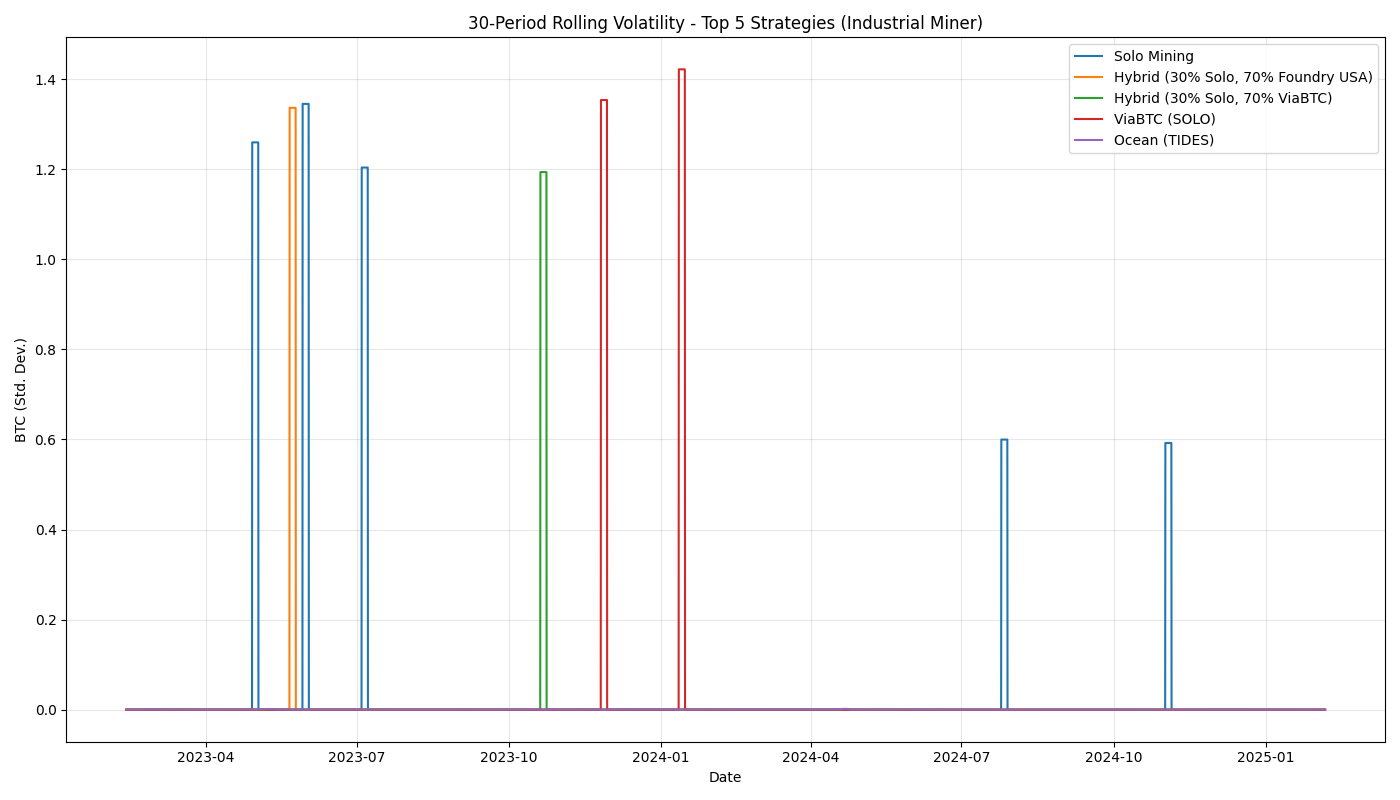 30-Period Rolling Volatility - Top 5 Strategies (Industrial Miner)
Solo Mining
Hybrid (30% Solo, 70% Foundry USA)
Hybrid (30% Solo, 70% ViaBTC)
ViaBTC (SOLO)
Ocean (TIDES)
BTC (Std. Dev.)
1.4
1.2
1.0
0.8
0.6
0.4
0.2
0.0
2023-04 2023-07 2023-10 2024-01 2024-04 2024-07 2024-10 2025-01
Date